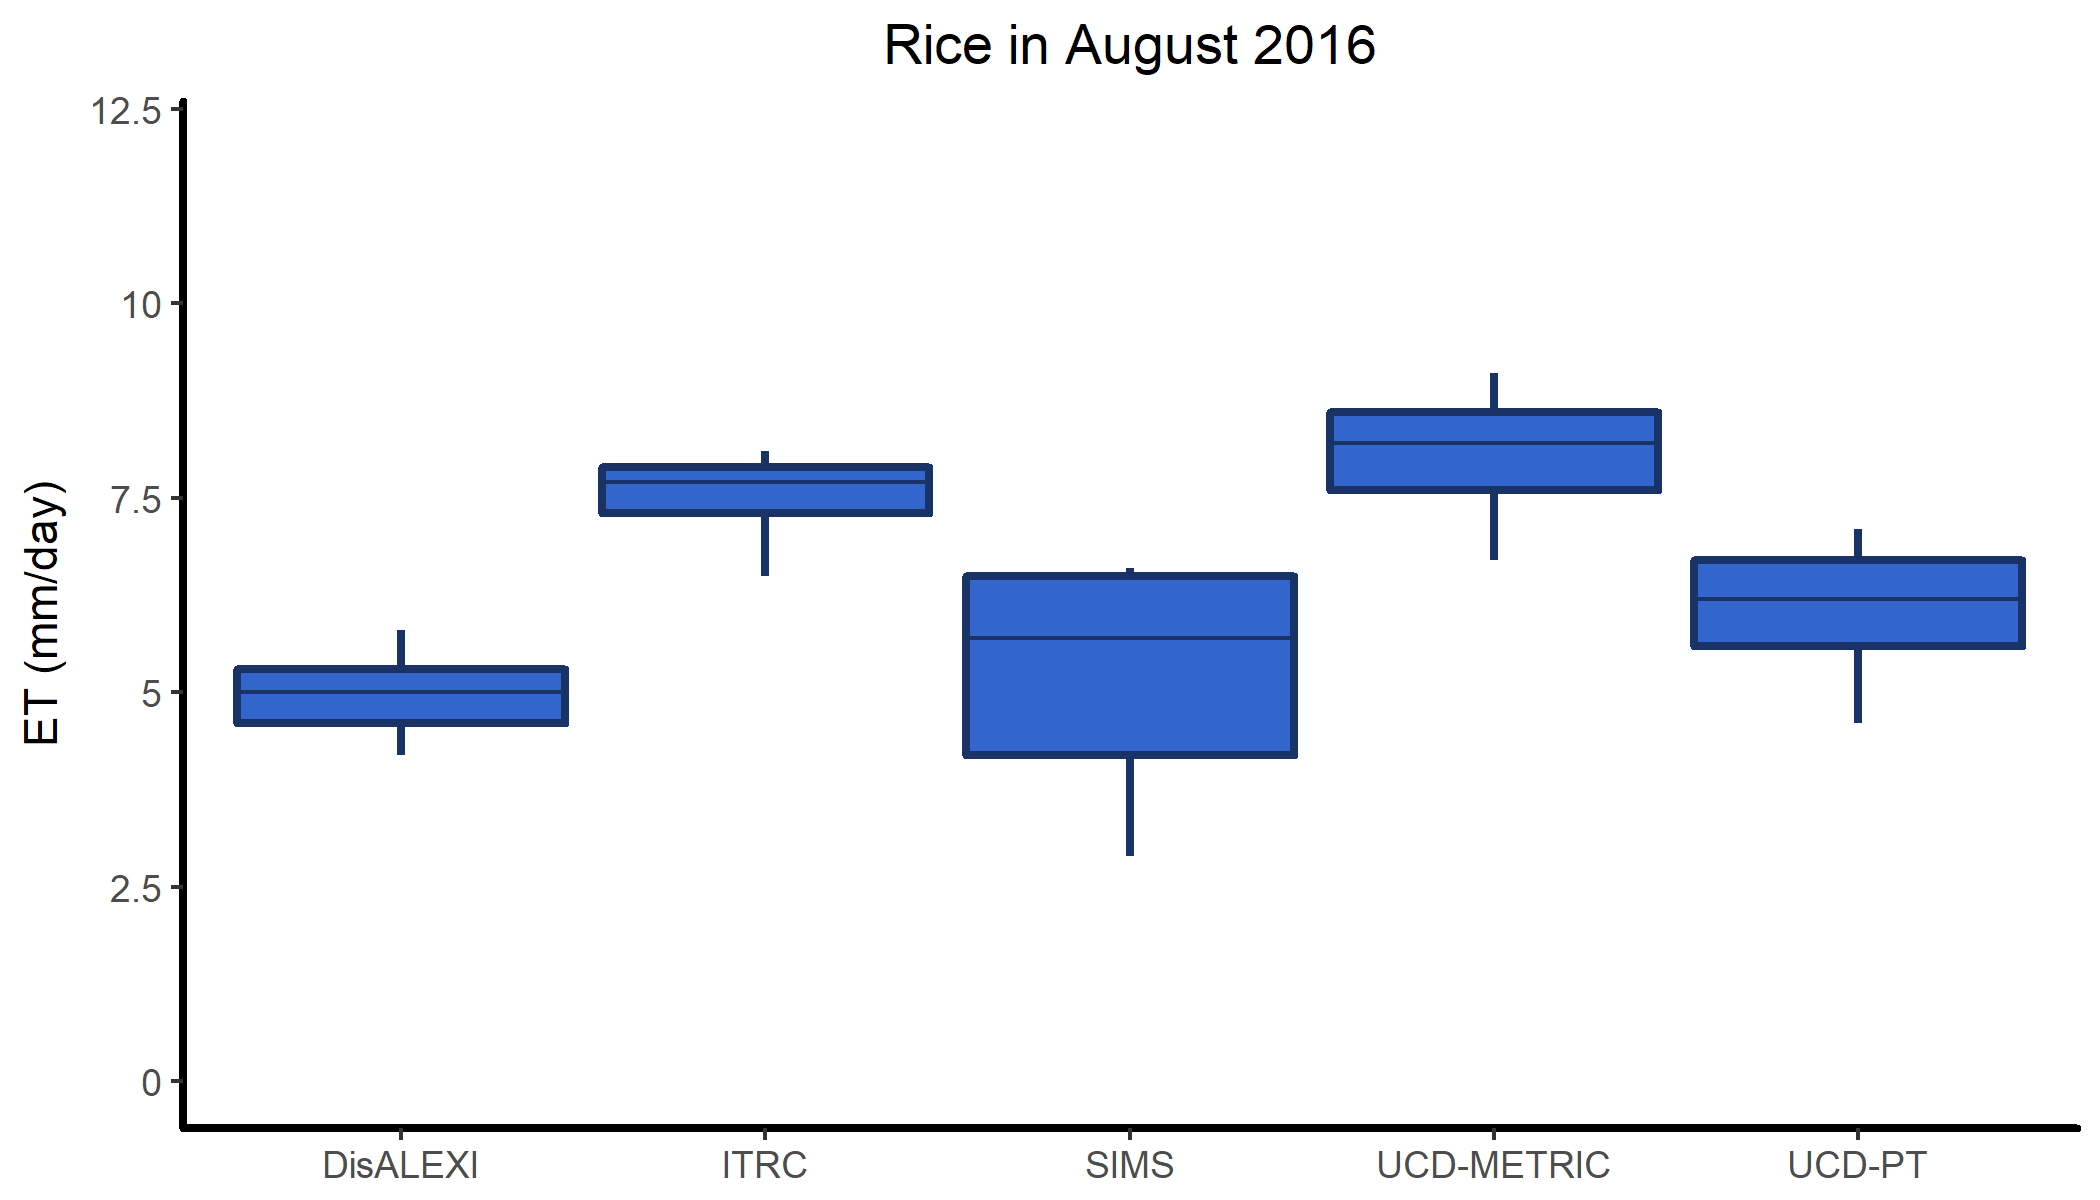 Rice in August 2016
12.5
10
7.5
5
2.5
0
ET (mm/day)
DisALEXI
ITRC
SIMS
UCD-METRIC
UCD-PT